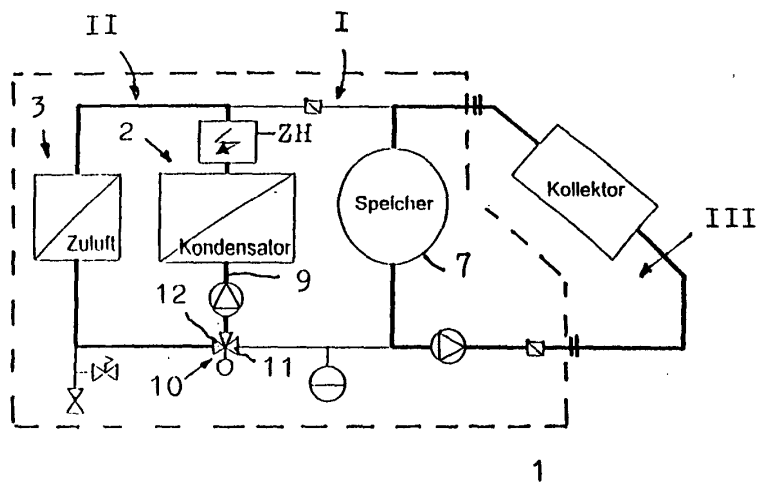 II
I
3
2
ZH
Zuluft
Kondensator
Speicher
Kollektor
III
9
7
12
10
11
1